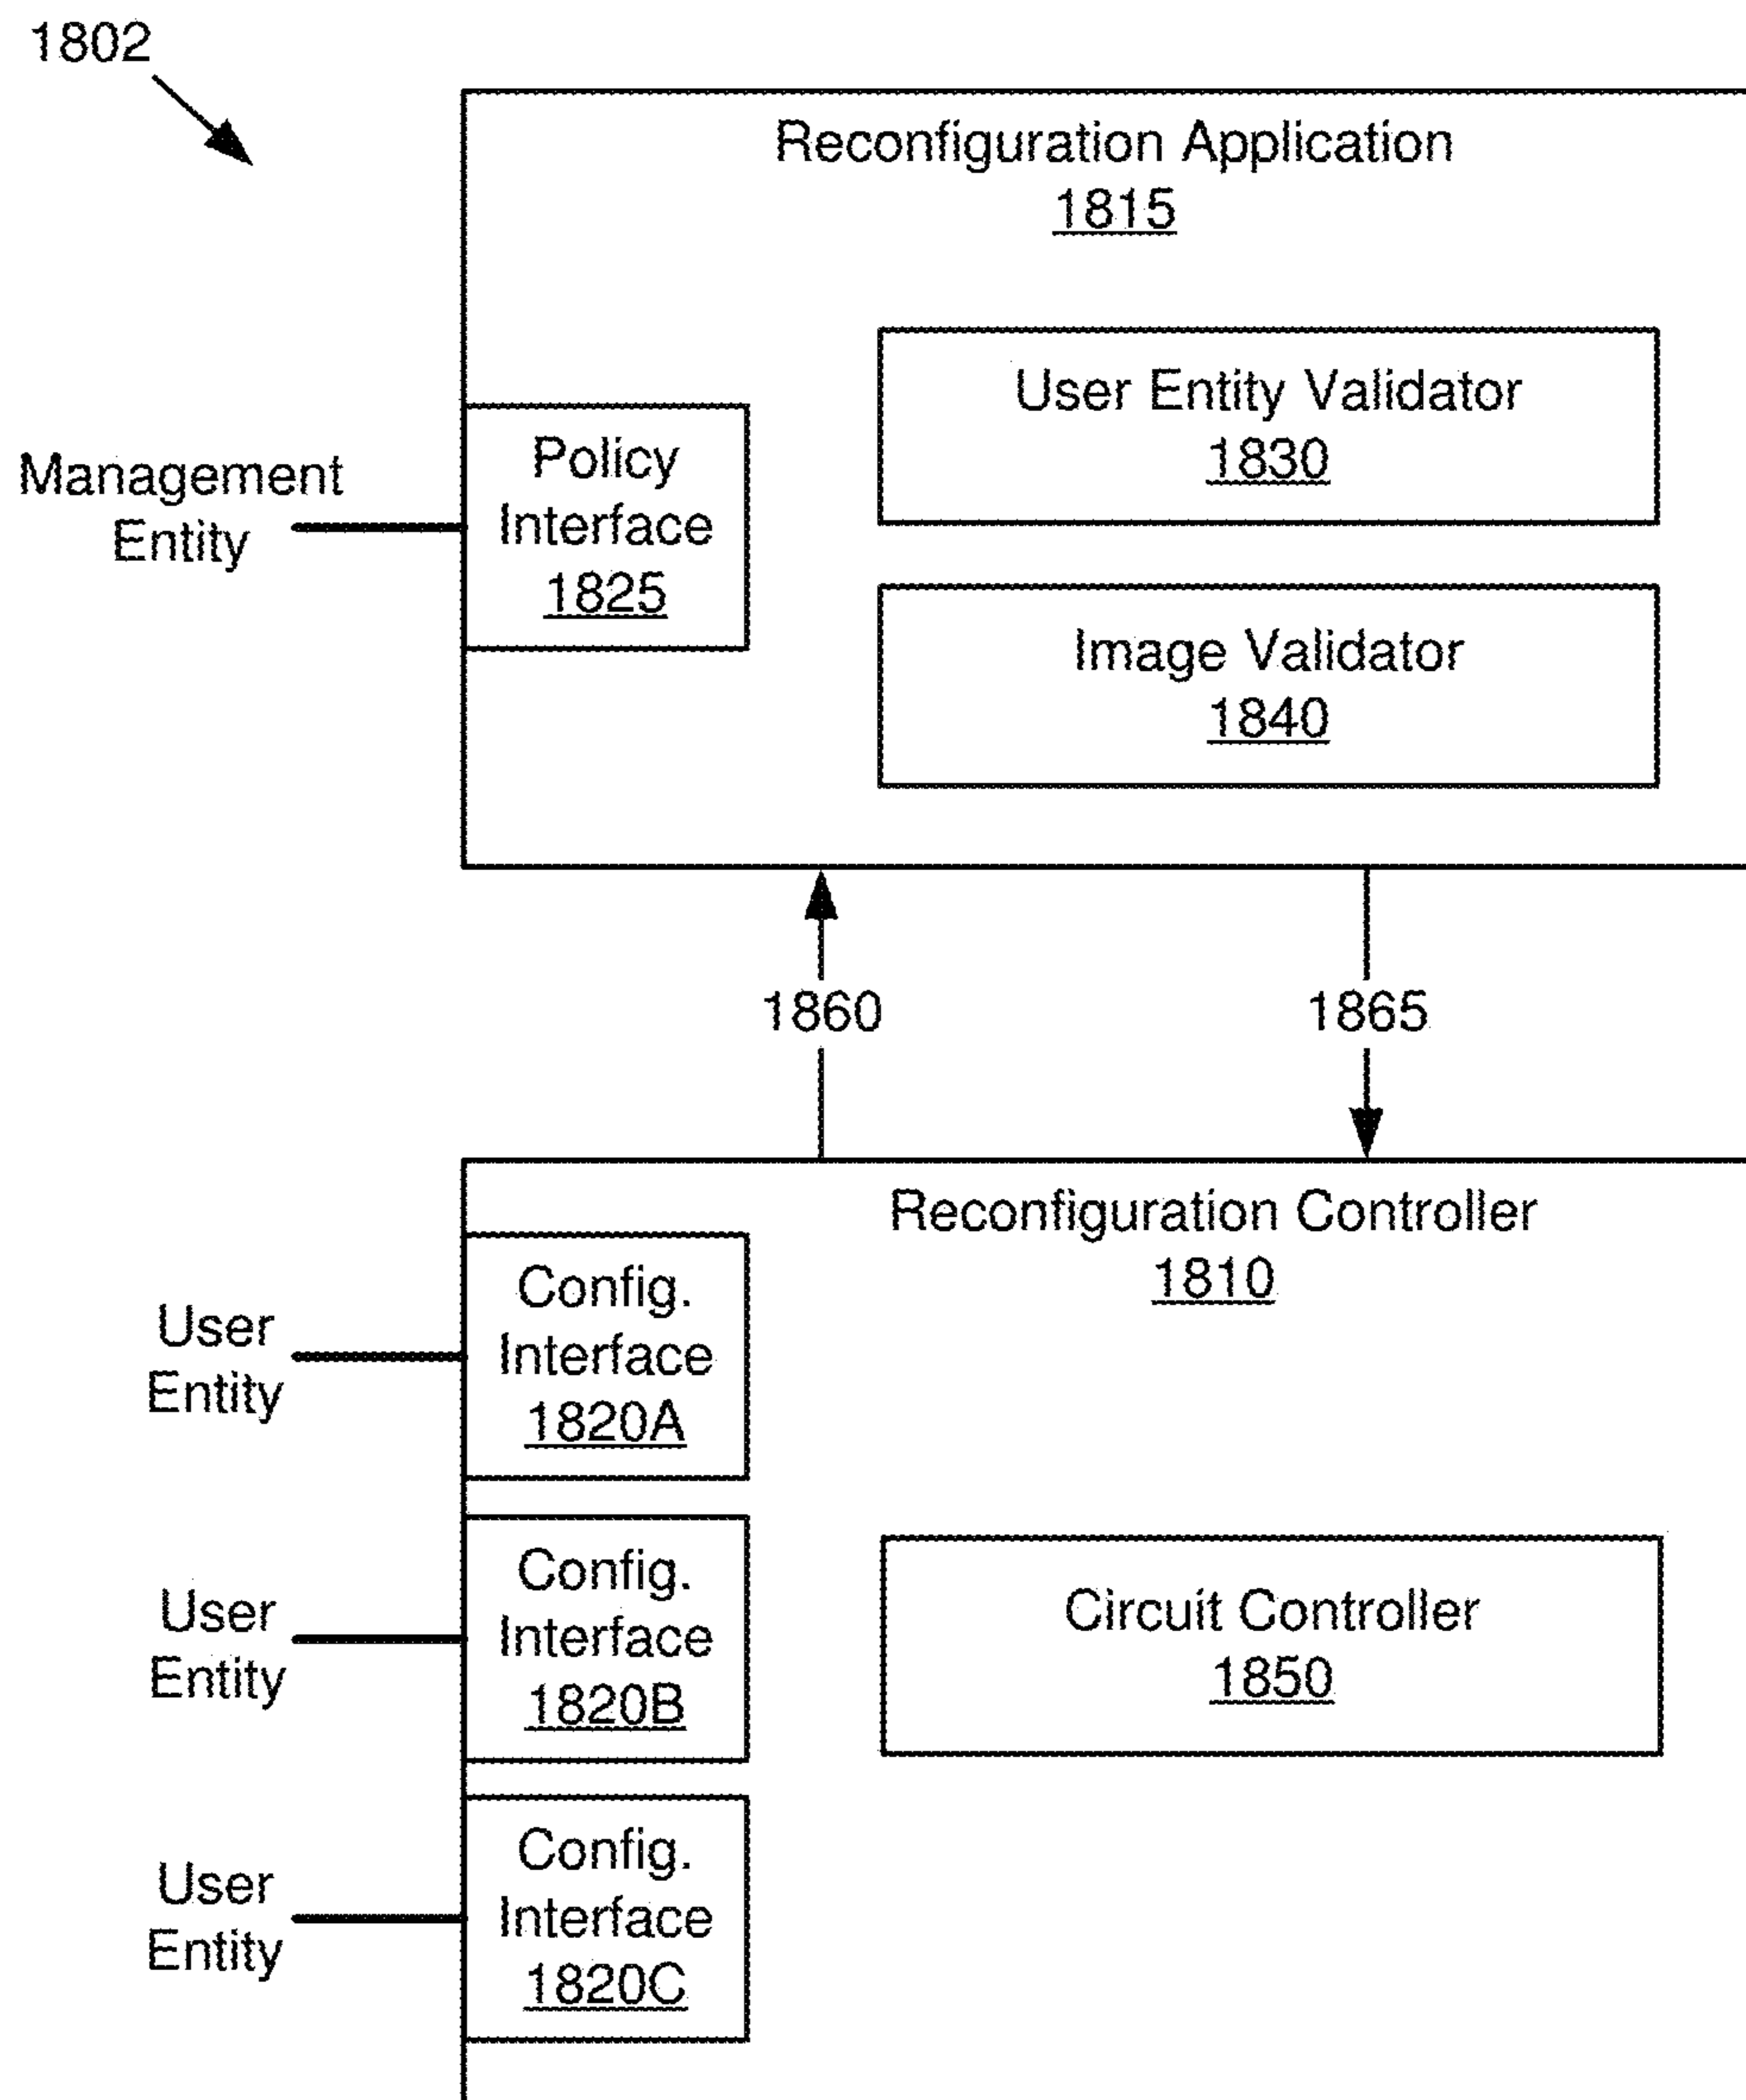 1802
Reconfiguration Application
1815
User Entity Validator
1830
Policy
Interface
1825
Management
Entity
Image Validator
1840
1860
1865
Reconfiguration Controller
1810
Config.
Interface
1820A
User
Entity
Config.
Interface
1820B
User
Entity
Circuit Controller
1850
Config.
Interface
1820C
User
Entity